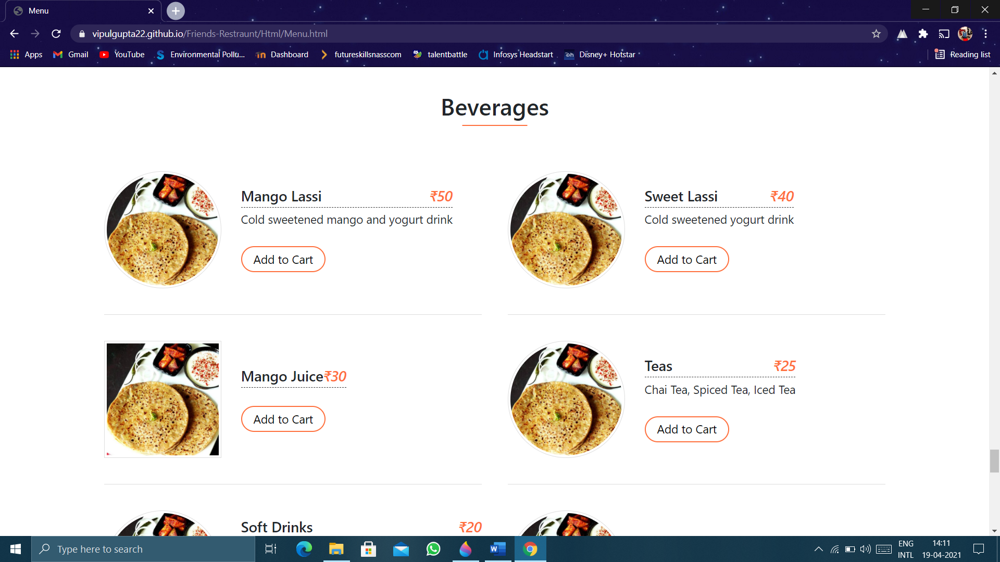 Menu
vipulgupta22.github.io/Friends-Restraunt/Html/Menu.html
Apps Gmail YouTube Environmental Pollu... Dashboard futureskillsnasscom talentbattle Infosys Headstart Disney+ Hotstar Reading list
Beverages
Mango Lassi ₹50
Cold sweetened mango and yogurt drink
Add to Cart
Sweet Lassi ₹40
Cold sweetened yogurt drink
Add to Cart
Mango Juice₹30
Add to Cart
Teas ₹25
Chai Tea, Spiced Tea, Iced Tea
Add to Cart
Soft Drinks ₹20
Type here to search
ENG
INTL
14:11
19-04-2021